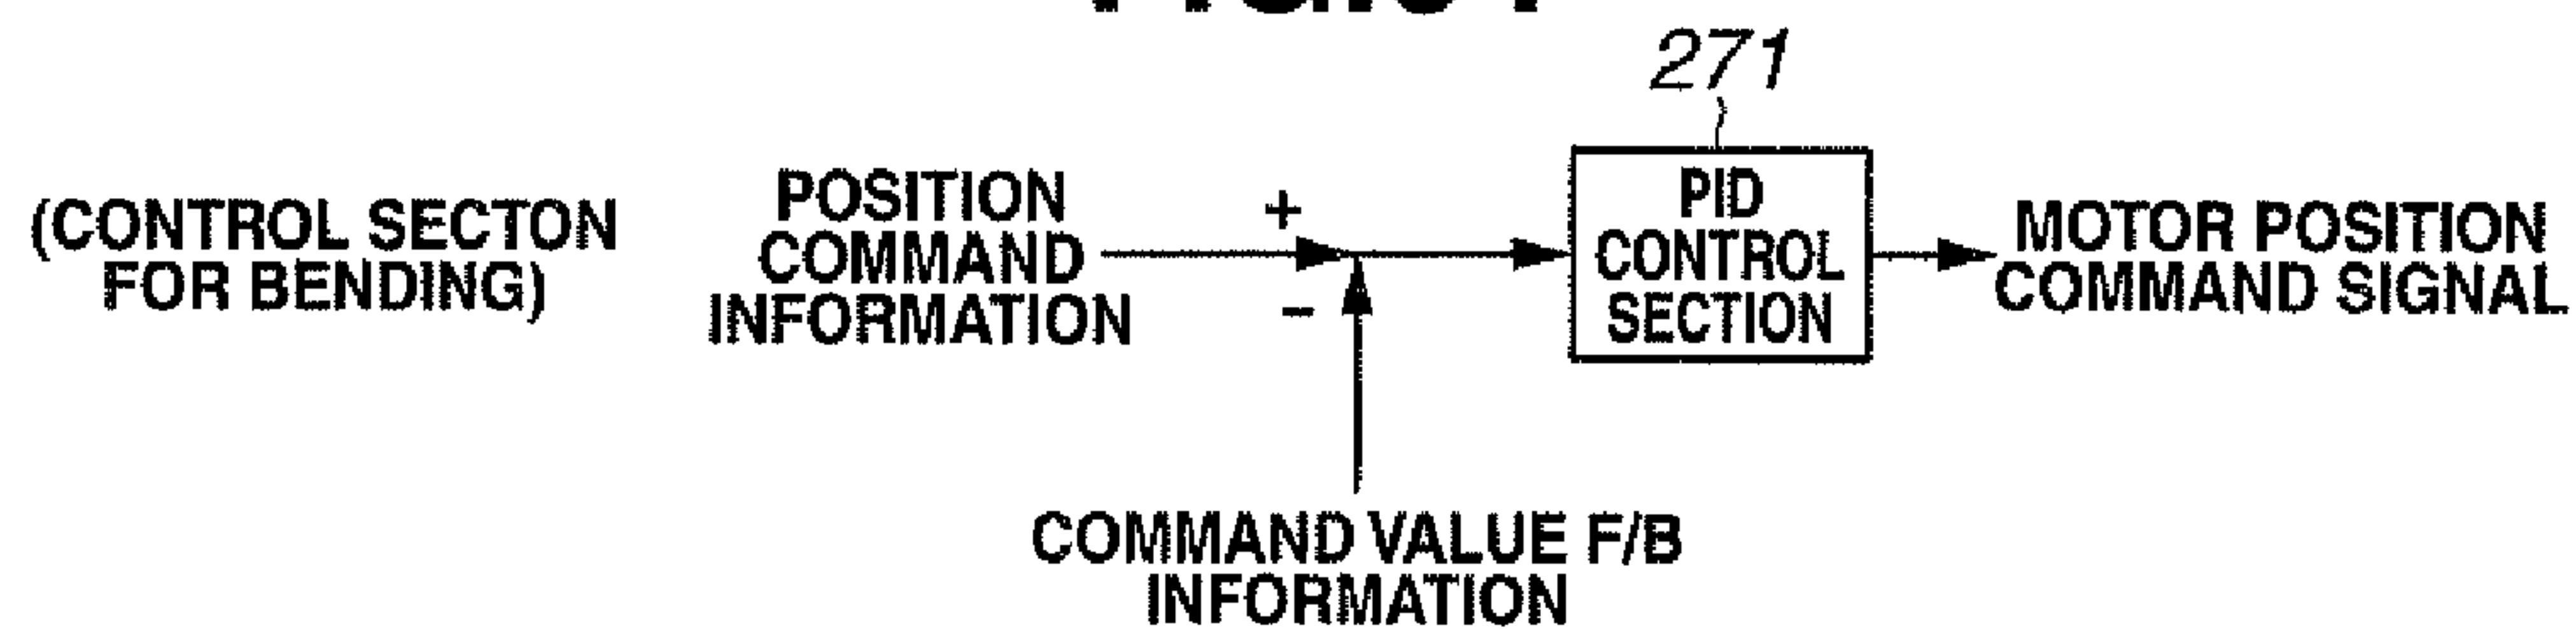 271
(CONTROL SECTON
FOR BENDING)
POSITION
COMMAND
INFORMATION
+
-
PID
CONTROL
SECTION
MOTOR POSITION
COMMAND SIGNAL
COMMAND VALUE F/B
INFORMATION